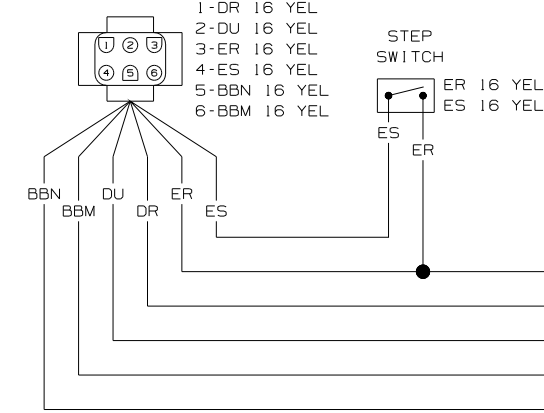 1-DR 16 YEL
2-DU 16 YEL
3-ER 16 YEL
4-ES 16 YEL
5-BBN 16 YEL
6-BBM 16 YEL
1 2 3
4 5 6
STEP
SWITCH
ER 16 YEL
ES 16 YEL
ES
ER
BBN DU ER
BBM DR ES